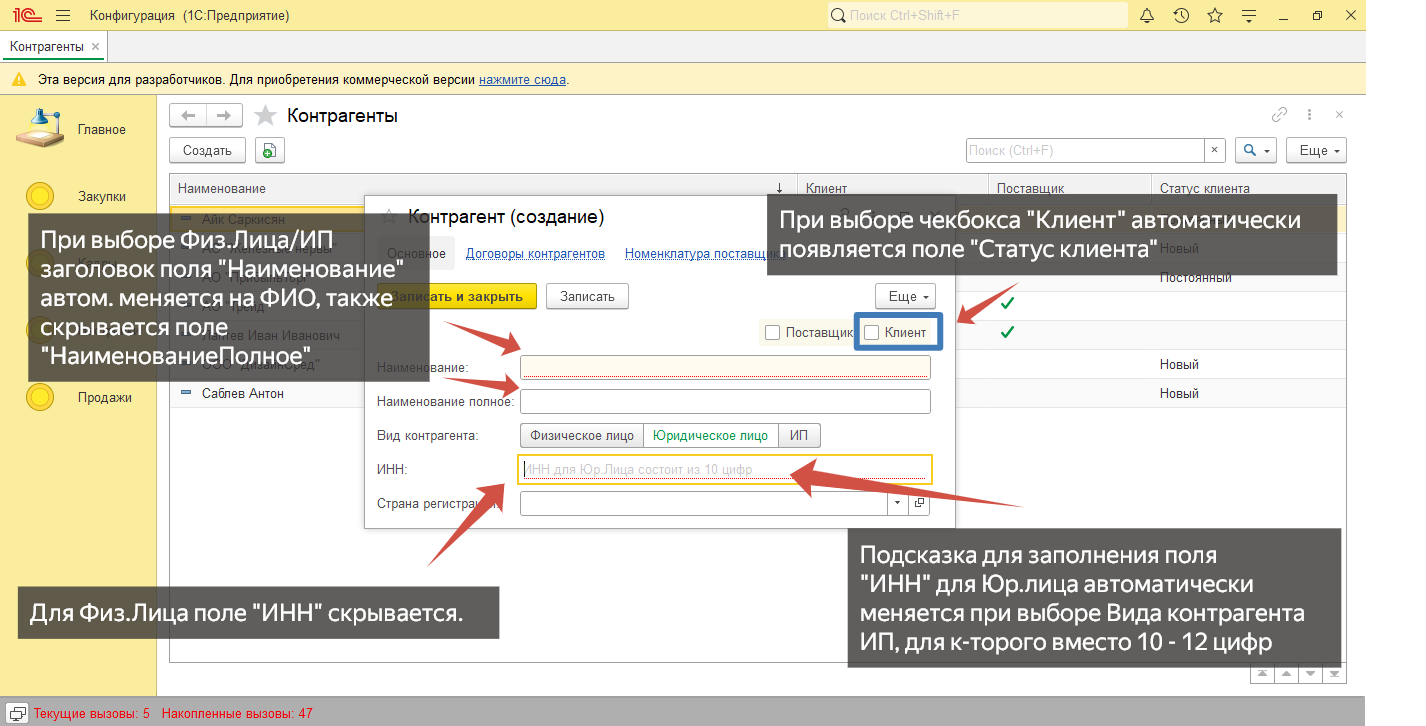 1С Конфигурация (1С:Предприятие)
Поиск Ctrl+Shift+F
Контрагенты
Эта версия для разработчиков. Для приобретения коммерческой версии нажмите сюда.
Главное
Закупки
Продажи
Контрагенты
Создать
Поиск (Ctrl+F)
Еще
Наименование
Клиент
Поставщик
Статус клиента
Айк Саркисян
Новый
Постоянный
АО "Трейд"
Лаптев Иван Иванович
ООО "ДизайнСред"
Новый
Саблев Антон
Новый
Контрагент (создание)
Основное
Договоры контрагентов
Номенклатура поставщика
Записать и закрыть
Записать
Еще
Поставщик
Клиент
Наименование:
Наименование полное:
Вид контрагента:
Физическое лицо
Юридическое лицо
ИП
ИНН:
ИНН для Юр.Лица состоит из 10 цифр
Страна регистрации:
При выборе Физ.Лица/ИП
заголовок поля "Наименование"
автом. меняется на ФИО, также
скрывается поле
"НаименованиеПолное"
При выборе чекбокса "Клиент" автоматически
появляется поле "Статус клиента"
Для Физ.Лица поле "ИНН" скрывается.
Подсказка для заполнения поля
"ИНН" для Юр.лица автоматически
меняется при выборе Вида контрагента
ИП, для к-торого вместо 10 - 12 цифр
Текущие вызовы: 5 Накопленные вызовы: 47